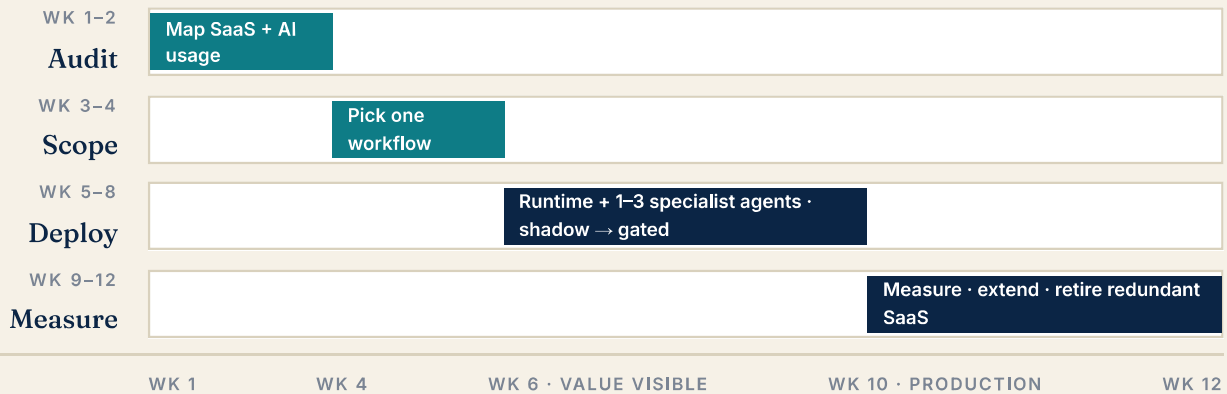 WK 1–2
Audit
Map SaaS + AI
usage
WK 3–4
Scope
Pick one
workflow
WK 5–8
Deploy
Runtime + 1–3 specialist agents ·
shadow → gated
WK 9–12
Measure
Measure · extend · retire redundant
SaaS
WK 1
WK 4
WK 6 · VALUE VISIBLE
WK 10 · PRODUCTION
WK 12